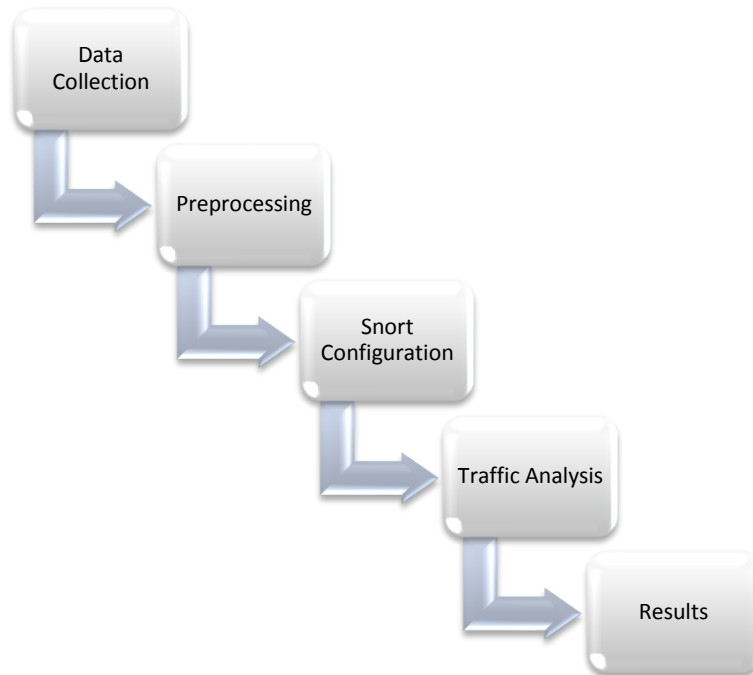 Data
Collection
Preprocessing
Snort
Configuration
Traffic Analysis
Results